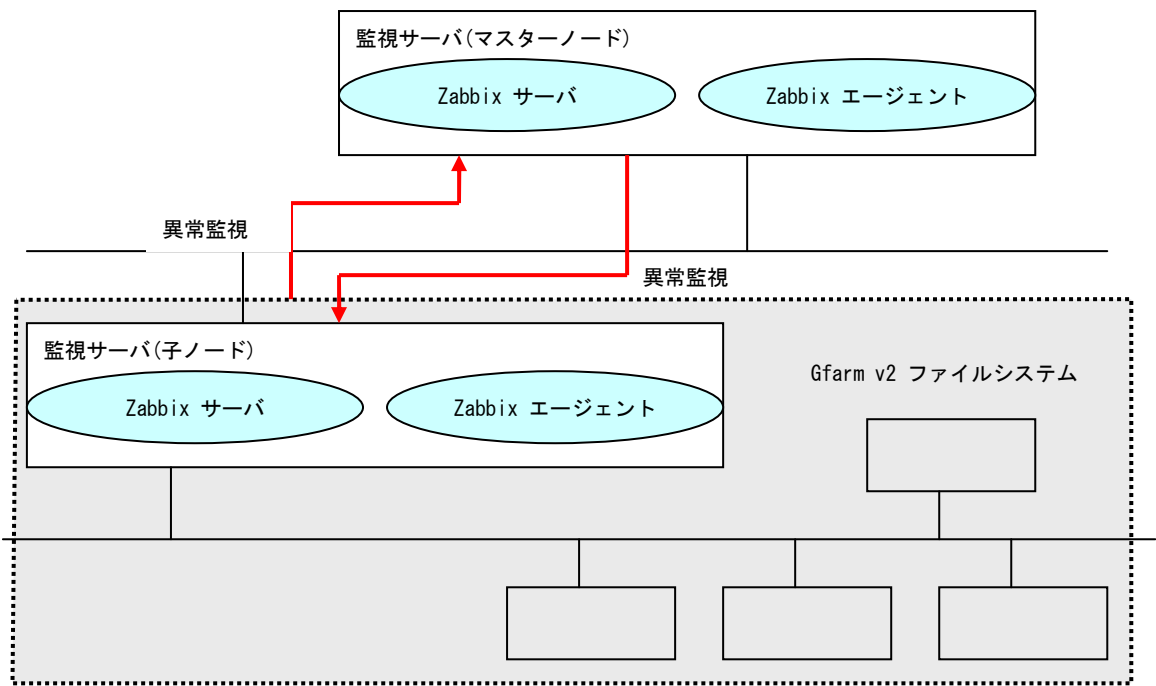 監視サーバ(マスターノード)
Zabbix サーバ
Zabbix エージェント
異常監視
異常監視
監視サーバ(子ノード)
Gfarm v2 ファイルシステム
Zabbix サーバ
Zabbix エージェント